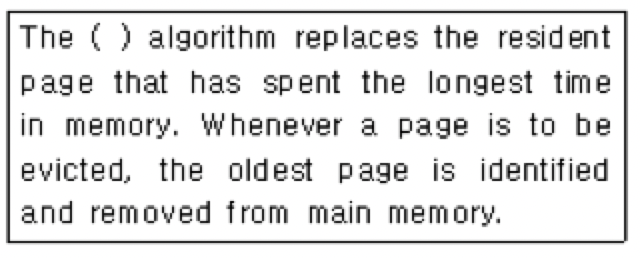 The ( ) algorithm replaces the resident
page that has spent the longest time
in memory. Whenever a page is to be
evicted, the oldest page is identified
and removed from main memory.